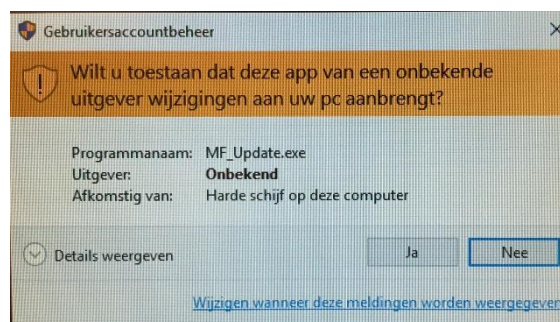 Gebruikersaccountbeheer
Wilt u toestaan dat deze app van een onbekende
uitgever wijzigingen aan uw pc aanbrengt?
Programmanaam: MF_Update.exe
Uitgever: Onbekend
Afkomstig van: Harde schijf op deze computer
Details weergeven Ja Nee
Wijzigen wanneer deze meldingen worden weergegeven